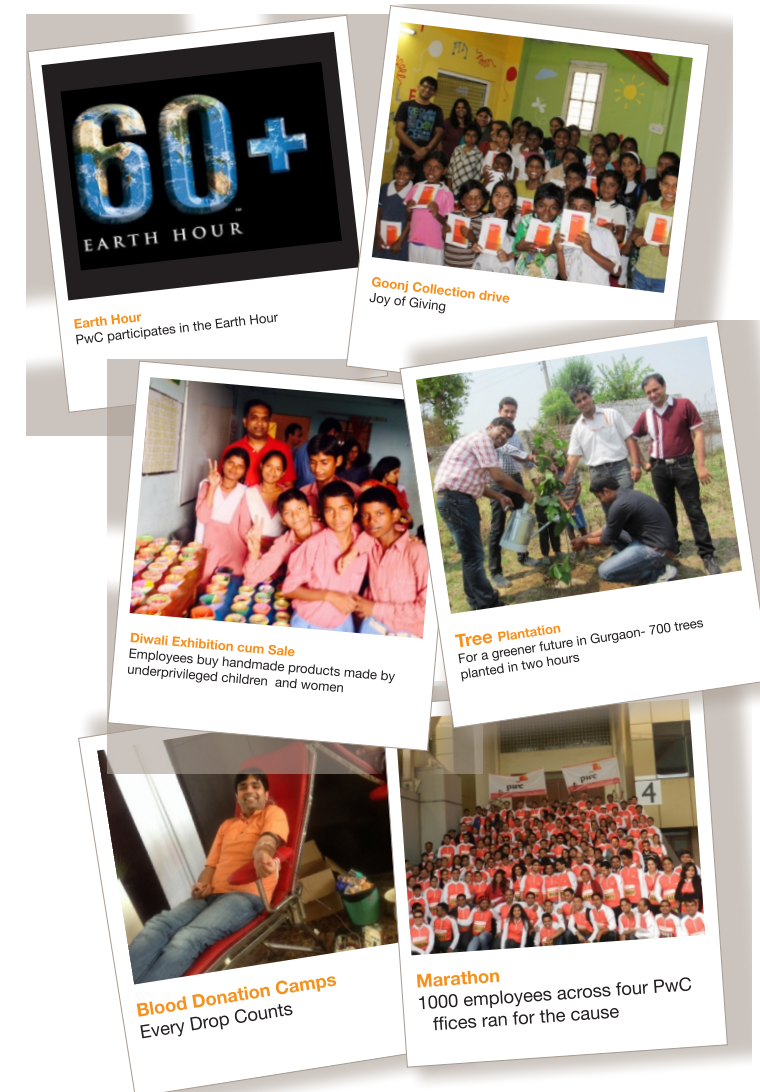 60+
EARTH HOUR
™
Earth Hour
PwC participates in the Earth Hour
Goonj Collection drive
Joy of Giving
Diwali Exhibition cum Sale
Employees buy handmade products made by
underprivileged children and women
Tree Plantation
For a greener future in Gurgaon- 700 trees
planted in two hours
pwc
pwc
4
Blood Donation Camps
Every Drop Counts
Marathon
1000 employees across four PwC
ffices ran for the cause